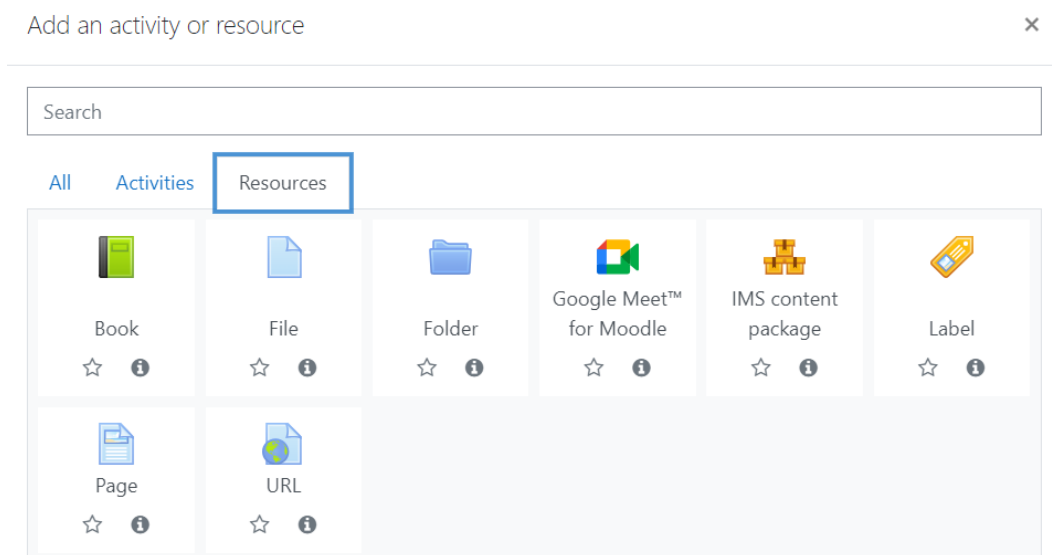 Add an activity or resource
×
Search
All Activities Resources
Book File Folder Google Meet™ for Moodle IMS content package Label
Page URL